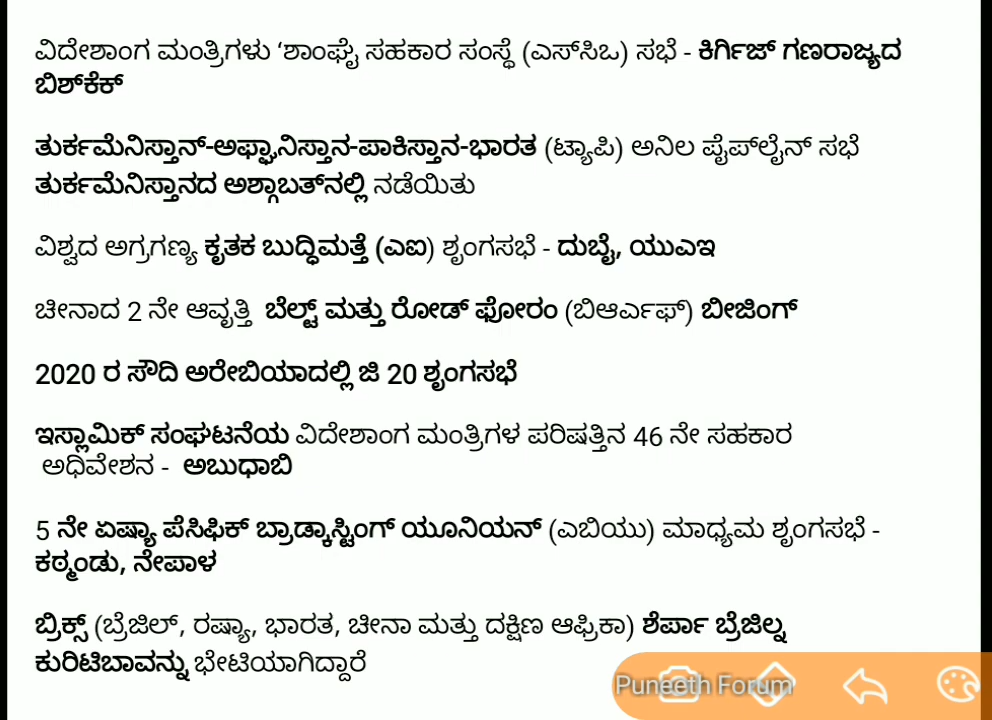 ವಿದೇಶಾಂಗ ಮಂತ್ರಿಗಳು ‘ಶಾಂಘೈ ಸಹಕಾರ ಸಂಸ್ಥೆ (ಎಸ್‌ಸಿಒ) ಸಭೆ - ಕಿರ್ಗಿಜ್ ಗಣರಾಜ್ಯದ
ಬಿಶ್‌ಕೆಕ್
ತುರ್ಕಮೆನಿಸ್ತಾನ್-ಅಫ್ಘಾನಿಸ್ತಾನ-ಪಾಕಿಸ್ತಾನ-ಭಾರತ (ಟ್ಯಾಪಿ) ಅನಿಲ ಪೈಪ್‌ಲೈನ್ ಸಭೆ
ತುರ್ಕಮೆನಿಸ್ತಾನದ ಅಶ್ಗಾಬತ್‌ನಲ್ಲಿ ನಡೆಯಿತು
ವಿಶ್ವದ ಅಗ್ರಗಣ್ಯ ಕೃತಕ ಬುದ್ಧಿಮತ್ತೆ (ಎಐ) ಶೃಂಗಸಭೆ - ದುಬೈ, ಯುಎಇ
ಚೀನಾದ 2 ನೇ ಆವೃತ್ತಿ ಬೆಲ್ಟ್ ಮತ್ತು ರೋಡ್ ಫೋರಂ (ಬಿಆರ್ಎಫ್) ಬೀಜಿಂಗ್
2020 ರ ಸೌದಿ ಅರೇಬಿಯಾದಲ್ಲಿ ಜಿ 20 ಶೃಂಗಸಭೆ
ಇಸ್ಲಾಮಿಕ್ ಸಂಘಟನೆಯ ವಿದೇಶಾಂಗ ಮಂತ್ರಿಗಳ ಪರಿಷತ್ತಿನ 46 ನೇ ಸಹಕಾರ
ಅಧಿವೇಶನ - ಅಬುಧಾಬಿ
5 ನೇ ಏಷ್ಯಾ ಪೆಸಿಫಿಕ್ ಬ್ರಾಡ್ಕಾಸ್ಟಿಂಗ್ ಯೂನಿಯನ್ (ಎಬಿಯು) ಮಾಧ್ಯಮ ಶೃಂಗಸಭೆ -
ಕಠ್ಮಂಡು, ನೇಪಾಳ
ಬ್ರಿಕ್ಸ್ (ಬ್ರೆಜಿಲ್, ರಷ್ಯಾ, ಭಾರತ, ಚೀನಾ ಮತ್ತು ದಕ್ಷಿಣ ಆಫ್ರಿಕಾ) ಶೆರ್ಪಾ ಬ್ರೆಜಿಲ್ನ
ಕುರಿಟಿಬಾವನ್ನು ಭೇಟಿಯಾಗಿದ್ದಾರೆ
Puneeth Forum